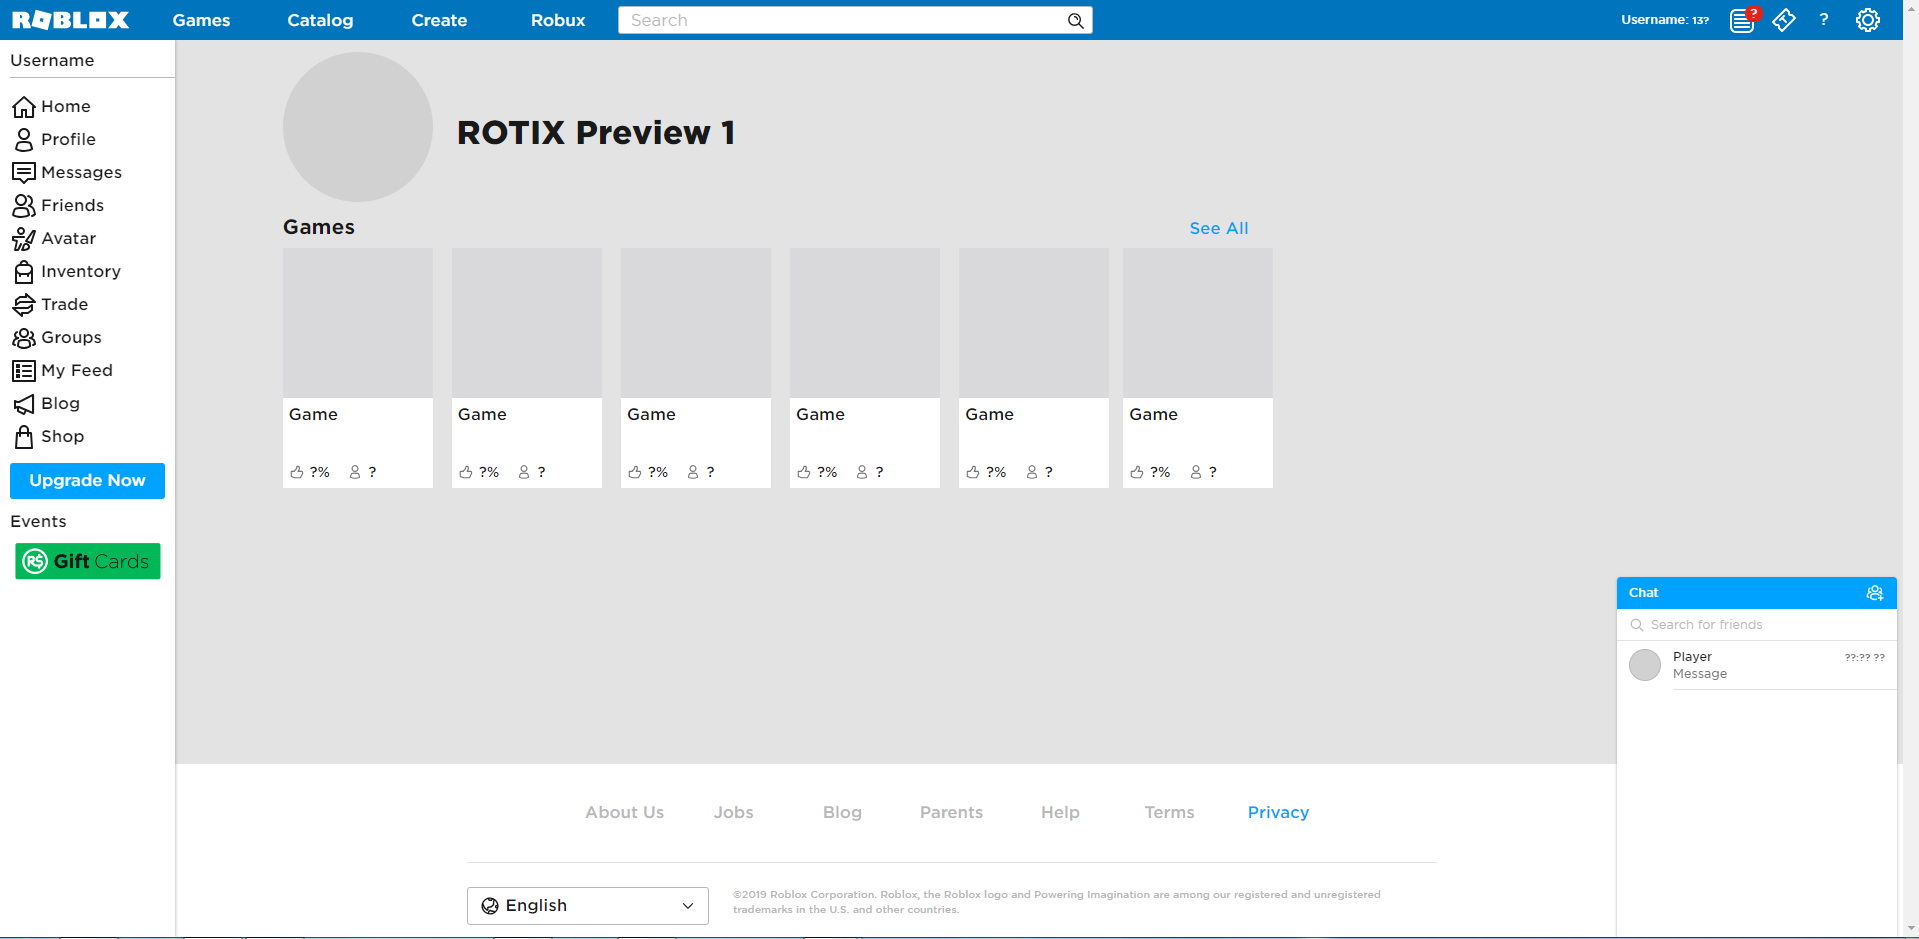 ROBLOX Games Catalog Create Robux Search Username: 13? ? ?
Username
Home
Profile
Messages
Friends
Avatar
Inventory
Trade
Groups
My Feed
Blog
Shop
Upgrade Now
Events
R$ Gift Cards
ROTIX Preview 1
Games See All
Game Game Game Game Game Game
?% ? ?% ? ?% ? ?% ? ?% ? ?% ?
Chat
Search for friends
Player ??:?? ??
Message
About Us Jobs Blog Parents Help Terms Privacy
English
©2019 Roblox Corporation. Roblox, the Roblox logo and Powering Imagination are among our registered and unregistered
trademarks in the U.S. and other countries.